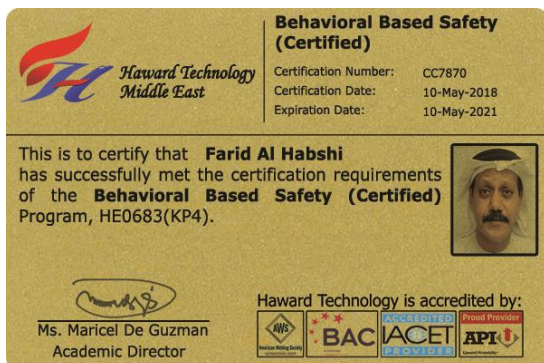 Haward Technology
Middle East
Behavioral Based Safety
(Certified)
Certification Number: CC7870
Certification Date: 10-May-2018
Expiration Date: 10-May-2021
This is to certify that Farid Al Habshi
has successfully met the certification requirements
of the Behavioral Based Safety (Certified)
Program, HE0683(KP4).
Ms. Maricel De Guzman
Academic Director
Haward Technology is accredited by:
AWS
American Welding Society
BAC
ACCREDITED
IACET
PROVIDER
Proud Provider
API